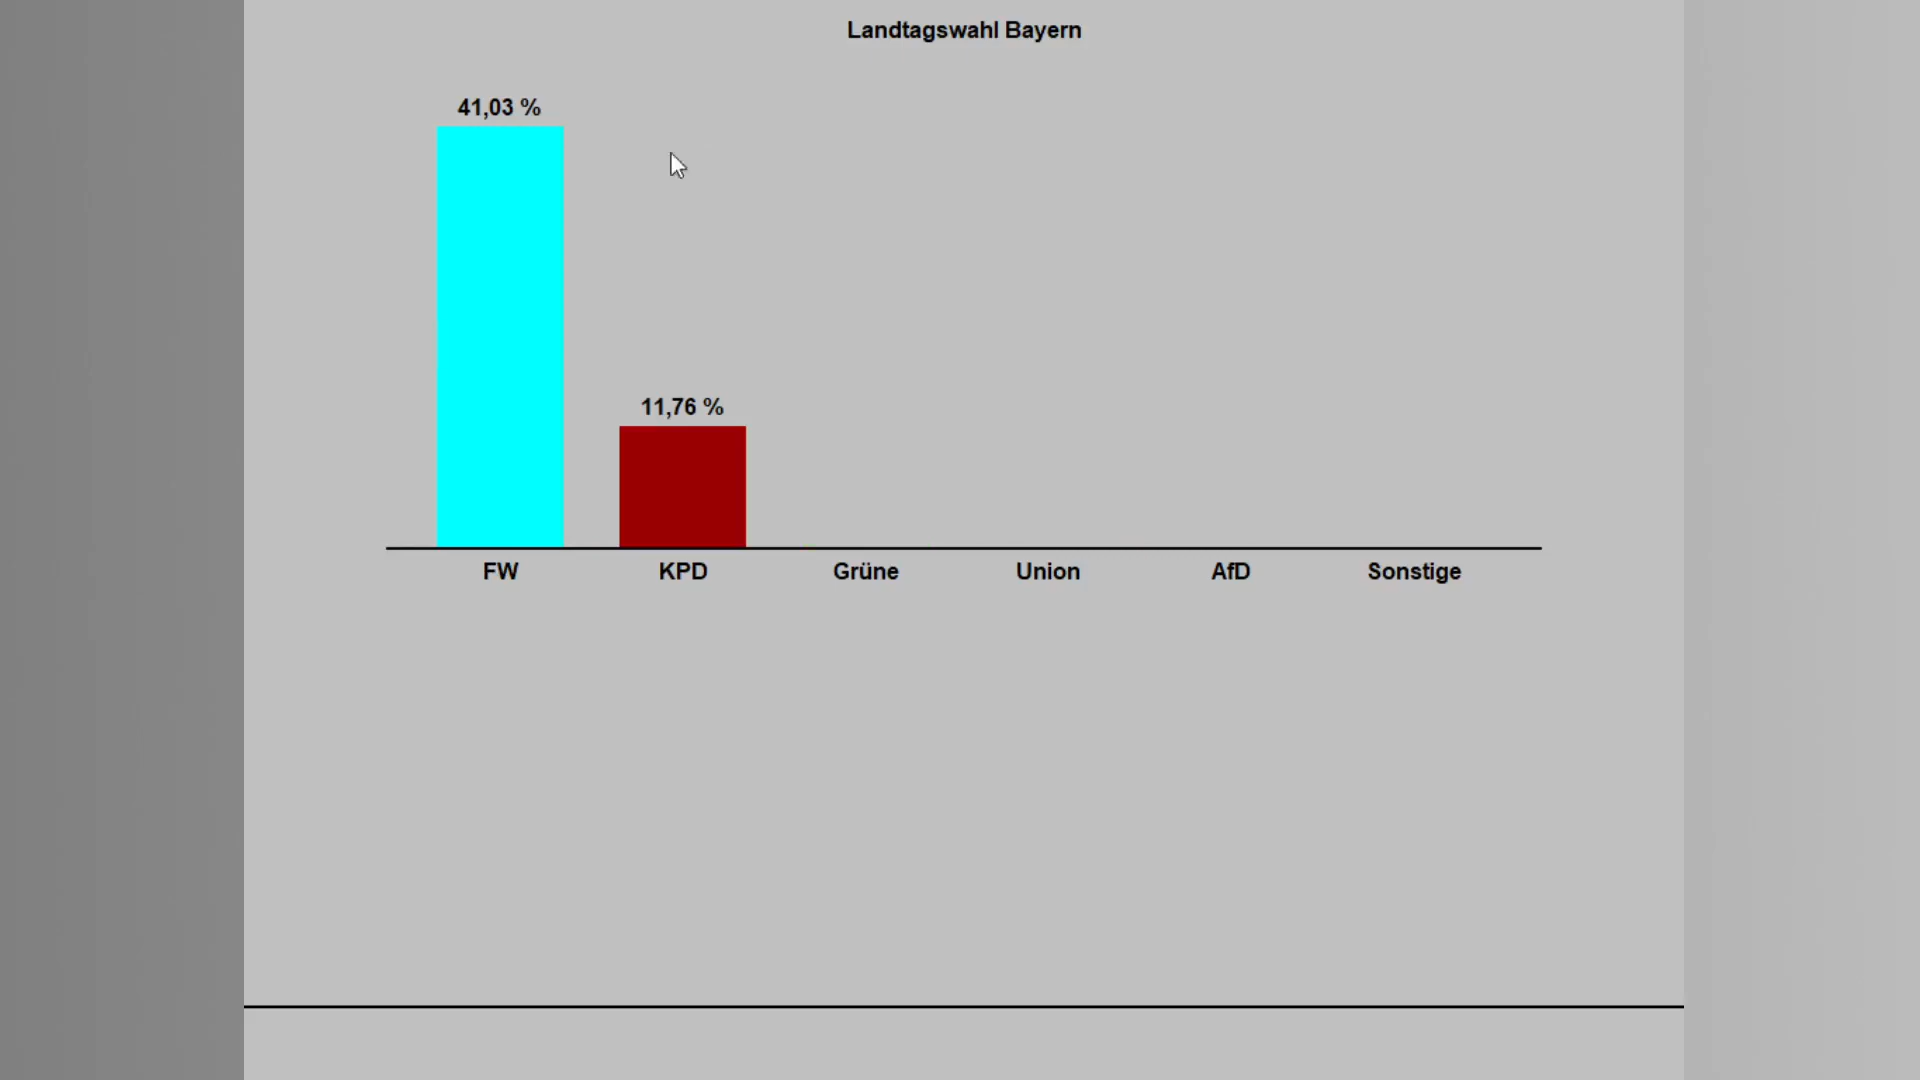 Landtagswahl Bayern
41,03 %
11,76 %
FW KPD Grüne Union AfD Sonstige